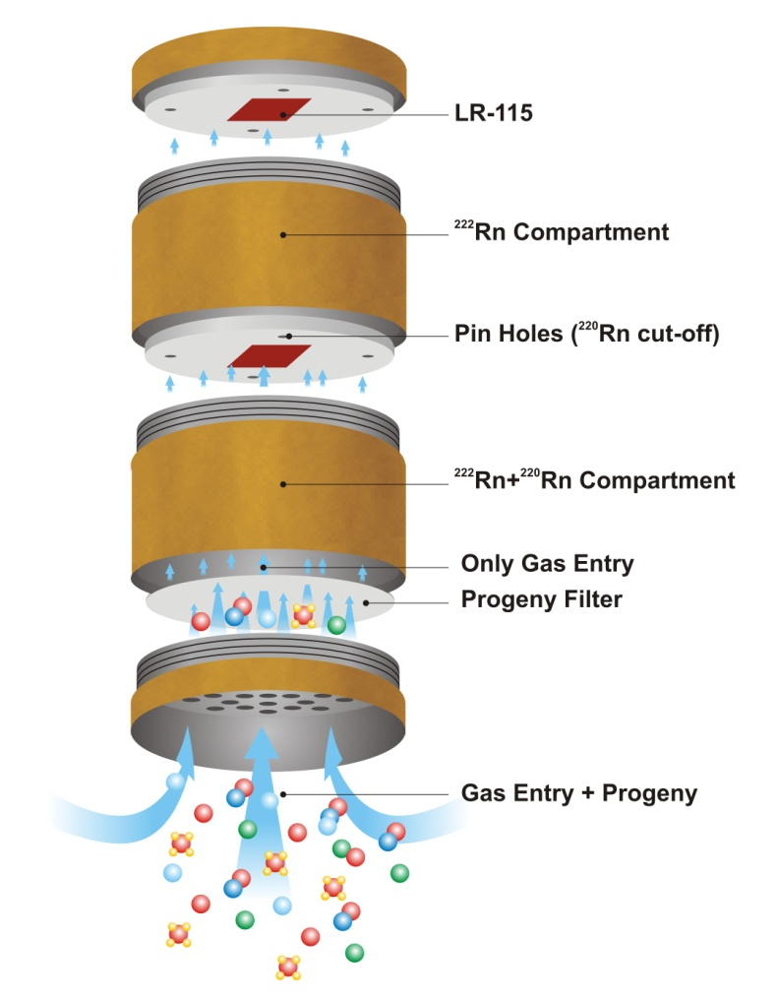 LR-115
²²²Rn Compartment
Pin Holes (²²⁰Rn cut-off)
²²²Rn+²²⁰Rn Compartment
Only Gas Entry
Progeny Filter
Gas Entry + Progeny